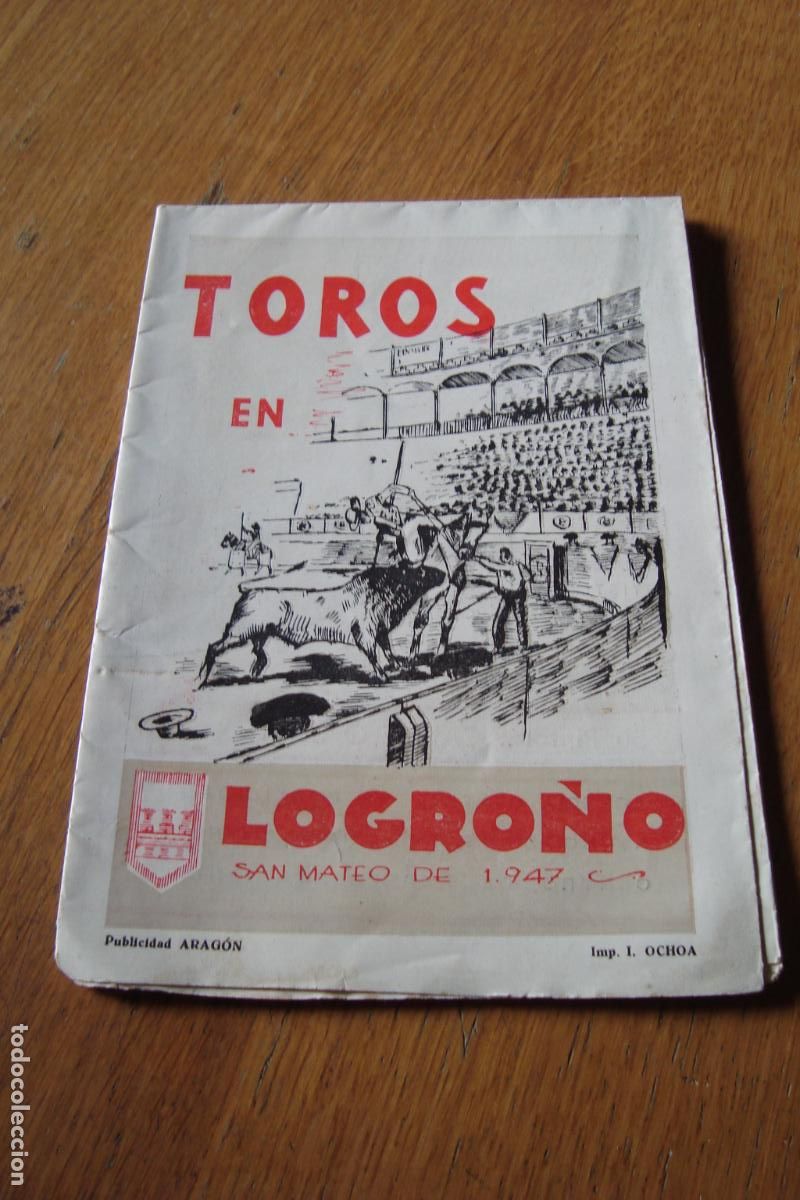 TOROS
EN
LOGROÑO
SAN MATEO DE 1.947
Publicidad ARAGÓN
Imp. I. OCHOA
todocoleccion